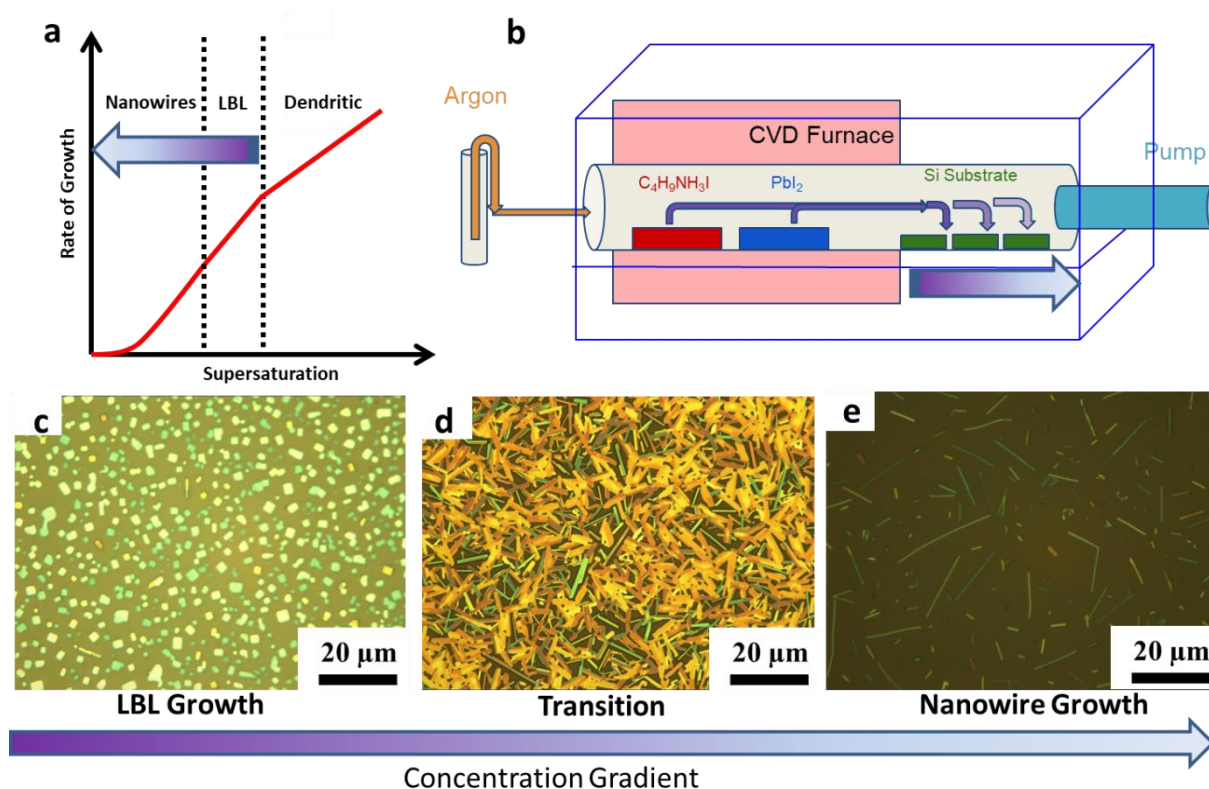 a
Nanowires
LBL
Dendritic
Rate of Growth
Supersaturation
b
Argon
CVD Furnace
Pump
C₄H₉NH₃I
PbI₂
Si Substrate
c
20 µm
LBL Growth
d
20 µm
Transition
e
20 µm
Nanowire Growth
Concentration Gradient